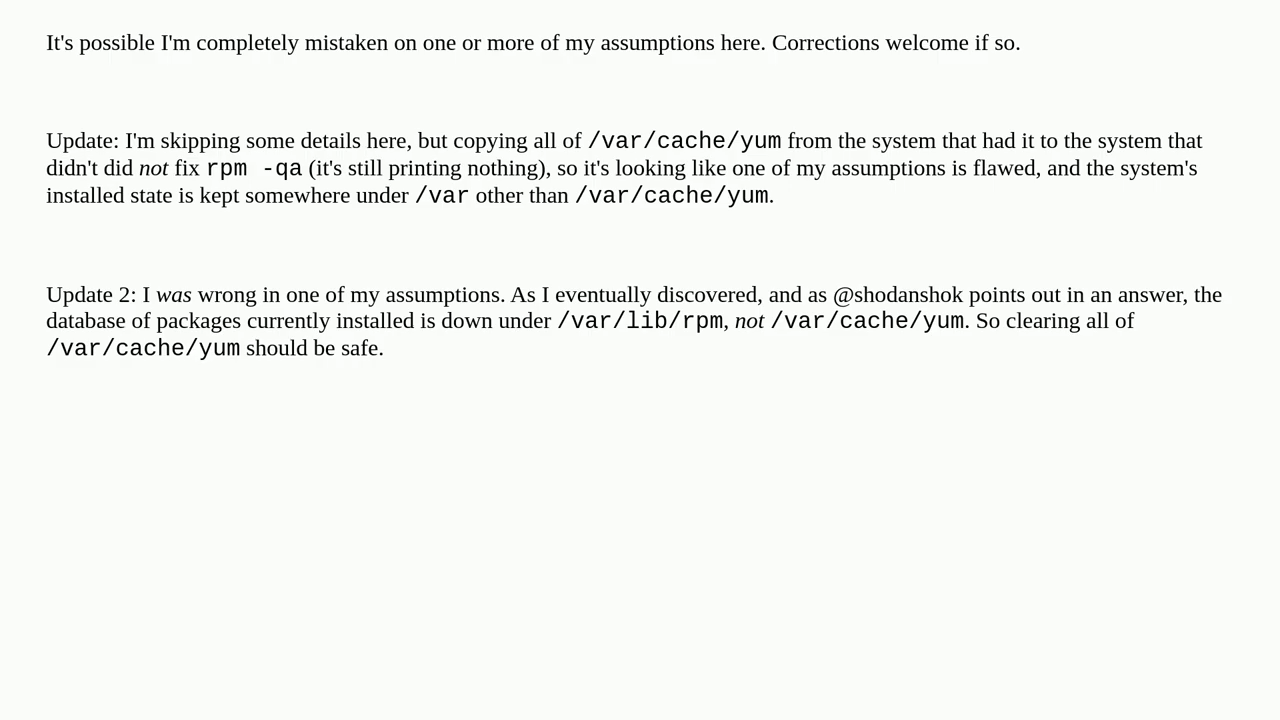 It's possible I'm completely mistaken on one or more of my assumptions here. Corrections welcome if so.
Update: I'm skipping some details here, but copying all of /var/cache/yum from the system that had it to the system that
didn't did not fix rpm -qa (it's still printing nothing), so it's looking like one of my assumptions is flawed, and the system's
installed state is kept somewhere under /var other than /var/cache/yum.
Update 2: I was wrong in one of my assumptions. As I eventually discovered, and as @shodanshok points out in an answer, the
database of packages currently installed is down under /var/lib/rpm, not /var/cache/yum. So clearing all of
/var/cache/yum should be safe.